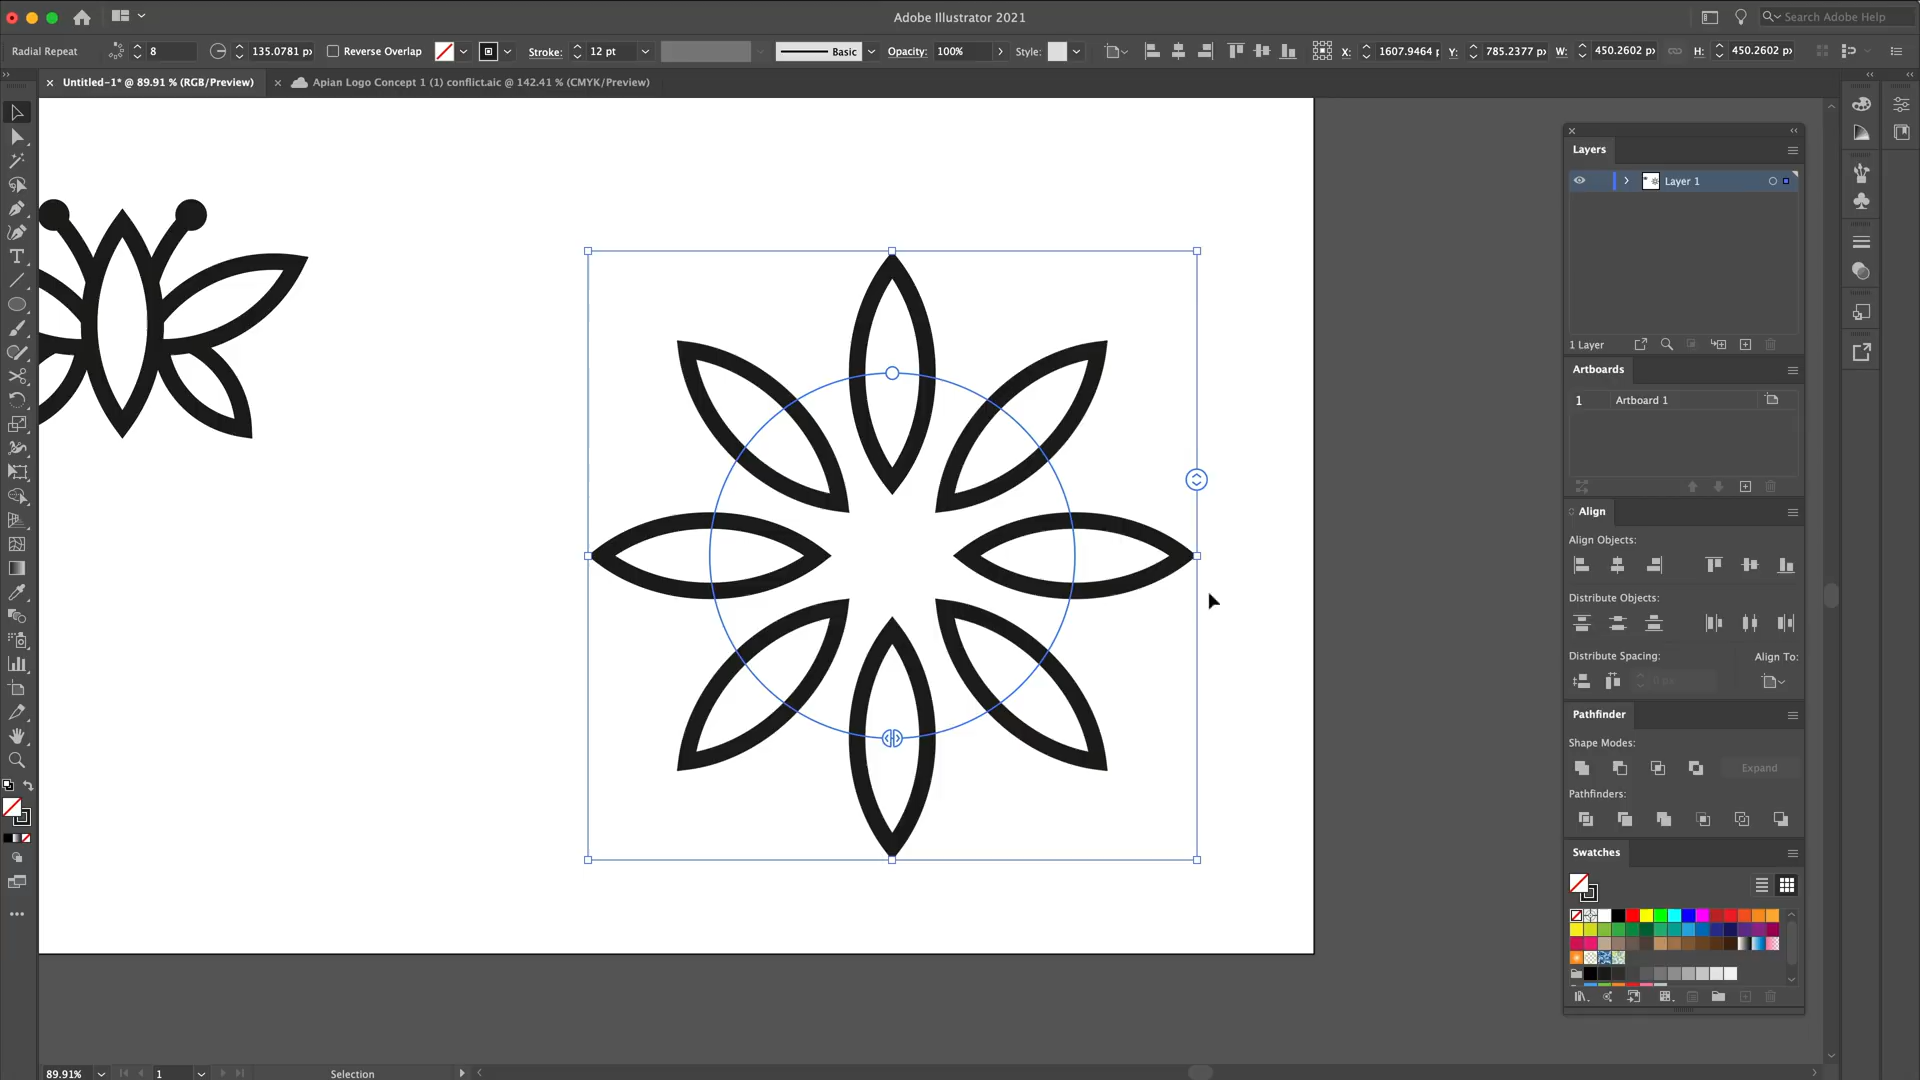 Adobe Illustrator 2021
Search Adobe Help
Radial Repeat
8
135.0781 px
Reverse Overlap
Stroke:
12 pt
Basic
Opacity:
100%
Style:
X:
1607.9464 p
Y:
785.2377 px
W:
450.2602 px
H:
450.2602 px
Untitled-1* @ 89.91 % (RGB/Preview)
Apian Logo Concept 1 (1) conflict.aic @ 142.41 % (CMYK/Preview)
Layers
Layer 1
1 Layer
Artboards
1
Artboard 1
Align
Align Objects:
Distribute Objects:
Distribute Spacing:
Align To:
0 px
Pathfinder
Shape Modes:
Expand
Pathfinders:
Swatches
89.91%
1
Selection